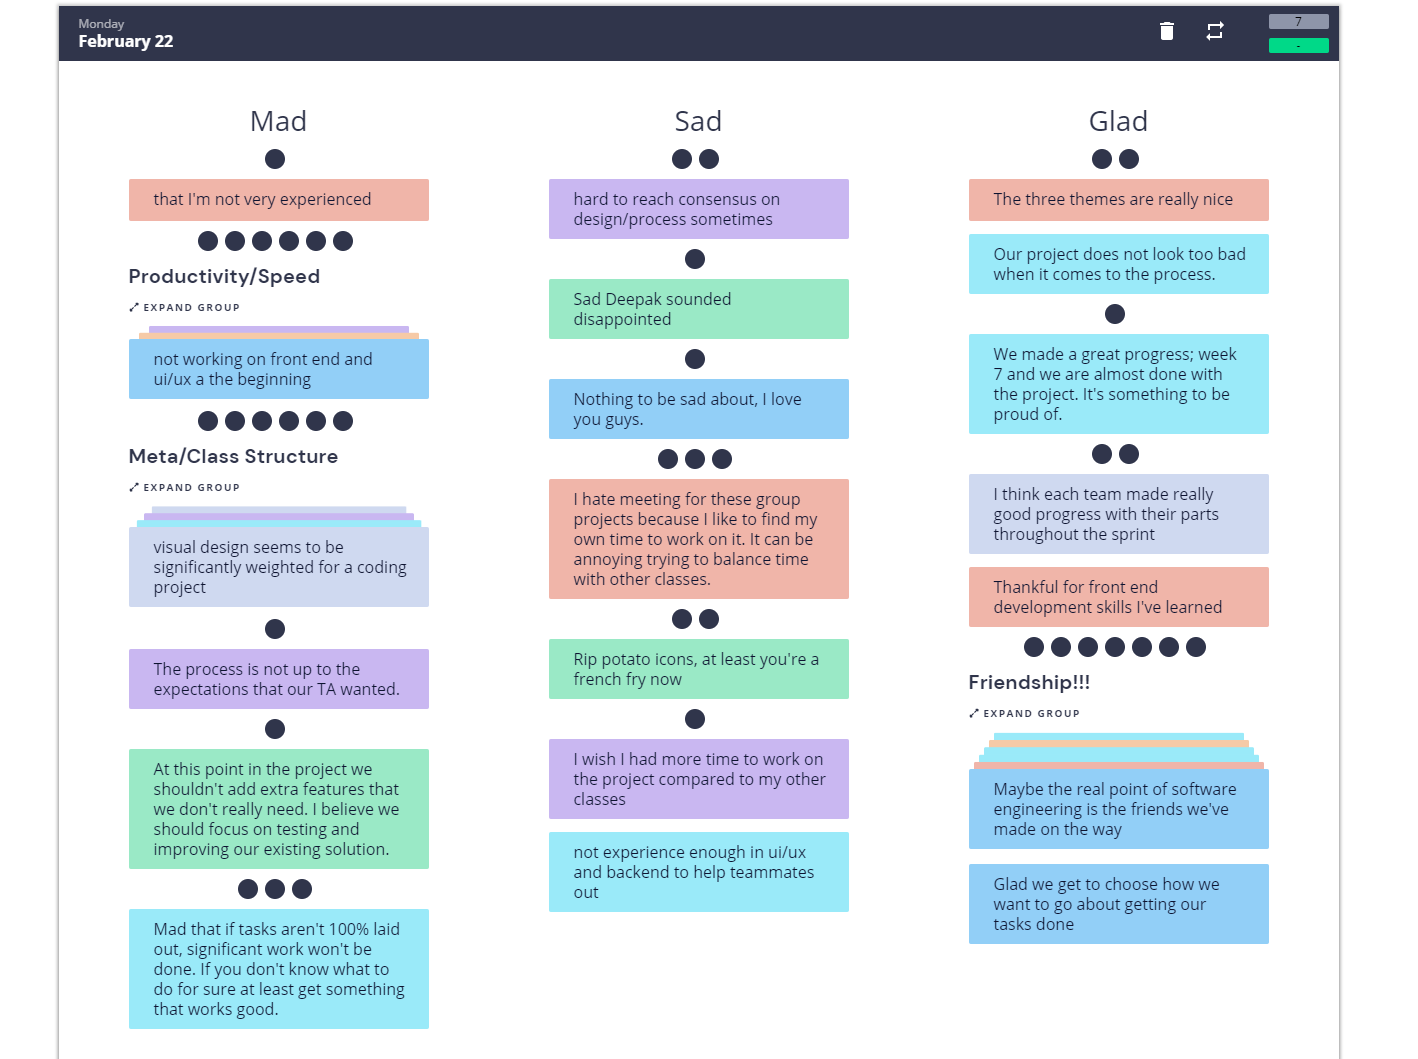 Monday
February 22
7
-
Mad
that I'm not very experienced
Productivity/Speed
EXPAND GROUP
not working on front end and
ui/ux a the beginning
Meta/Class Structure
EXPAND GROUP
visual design seems to be
significantly weighted for a coding
project
The process is not up to the
expectations that our TA wanted.
At this point in the project we
shouldn't add extra features that
we don't really need. I believe we
should focus on testing and
improving our existing solution.
Mad that if tasks aren't 100% laid
out, significant work won't be
done. If you don't know what to
do for sure at least get something
that works good.
Sad
hard to reach consensus on
design/process sometimes
Sad Deepak sounded
disappointed
Nothing to be sad about, I love
you guys.
I hate meeting for these group
projects because I like to find my
own time to work on it. It can be
annoying trying to balance time
with other classes.
Rip potato icons, at least you're a
french fry now
I wish I had more time to work on
the project compared to my other
classes
not experience enough in ui/ux
and backend to help teammates
out
Glad
The three themes are really nice
Our project does not look too bad
when it comes to the process.
We made a great progress; week
7 and we are almost done with
the project. It's something to be
proud of.
I think each team made really
good progress with their parts
throughout the sprint
Thankful for front end
development skills I've learned
Friendship!!!
EXPAND GROUP
Maybe the real point of software
engineering is the friends we've
made on the way
Glad we get to choose how we
want to go about getting our
tasks done